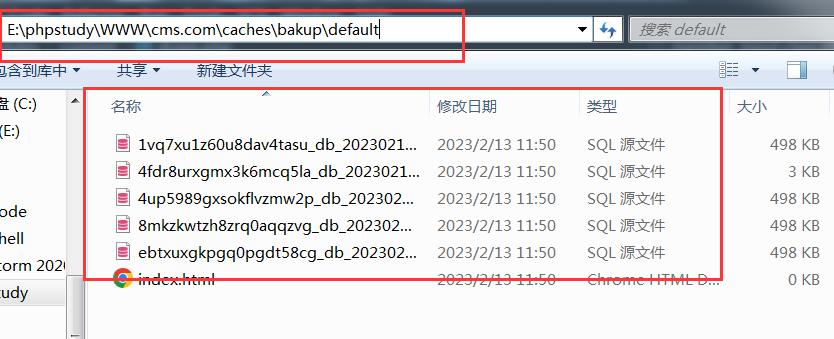 E:\phpstudy\WWW\cms.com\caches\bakup\default
搜索 default
包含到库中
共享
新建文件夹
盘 (C:)
(E:)
ode
hell
torm 2020
tudy
名称
修改日期
类型
大小
1vq7xu1z60u8dav4tasu_db_2023021...
2023/2/13 11:50
SQL 源文件
498 KB
4fdr8urxgmx3k6mcq5la_db_2023021...
2023/2/13 11:50
SQL 源文件
3 KB
4up5989gxsokflvzmw2p_db_202302...
2023/2/13 11:50
SQL 源文件
498 KB
8mkzkwtzh8zrq0aqqzvg_db_202302...
2023/2/13 11:50
SQL 源文件
498 KB
ebtxuxgkpgq0pgdt58cg_db_202302...
2023/2/13 11:50
SQL 源文件
498 KB
index.html
2023/2/13 11:50
Chrome HTML D...
0 KB